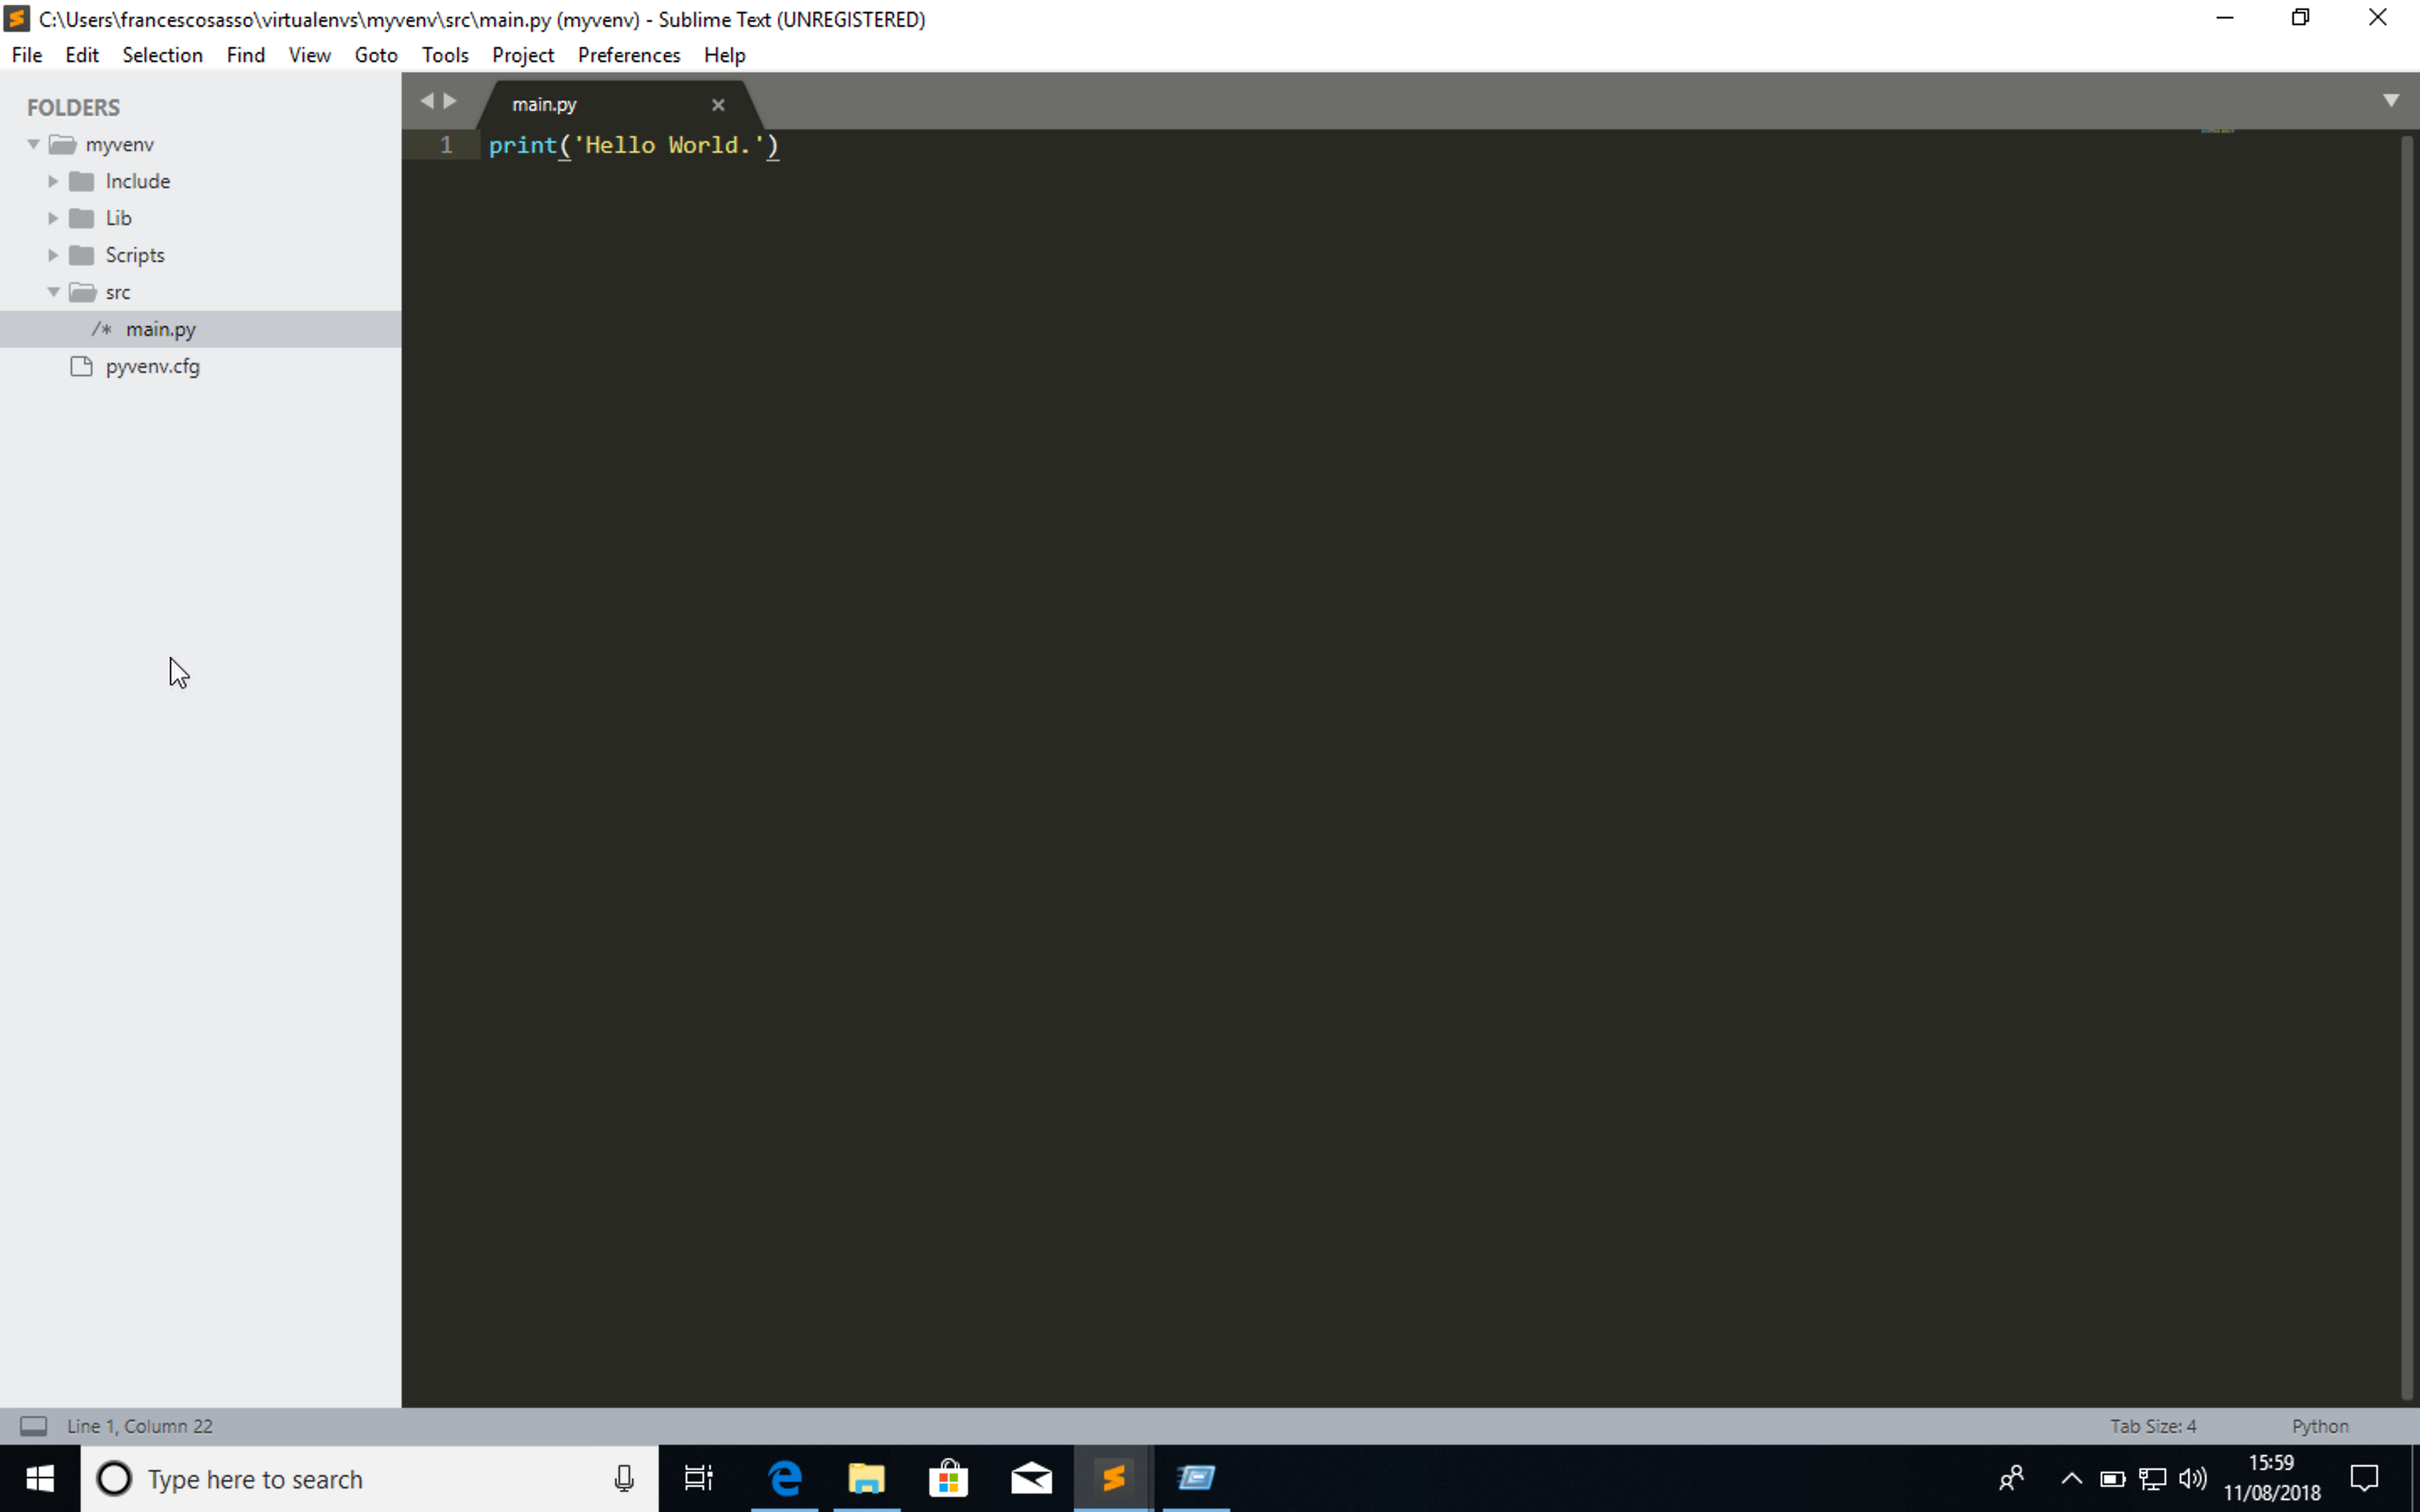 C:\Users\francescosasso\virtualenvs\myvenv\src\main.py (myvenv) - Sublime Text (UNREGISTERED)
File Edit Selection Find View Goto Tools Project Preferences Help
FOLDERS
myvenv
Include
Lib
Scripts
src
/* main.py
pyvenv.cfg
main.py
1 print('Hello World.')
Line 1, Column 22
Tab Size: 4
Python
Type here to search
15:59
11/08/2018